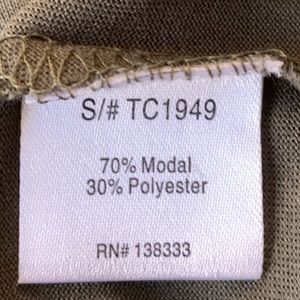 S/# TC1949
70% Modal
30% Polyester
RN# 138333